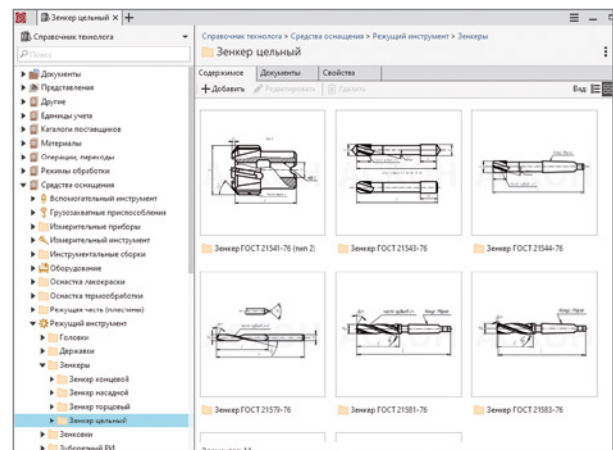 Зенкер цельный
Справочник технолога
Поиск
Документы
Представления
Другие
Единицы учета
Каталоги поставщиков
Материалы
Операции, переходы
Режимы обработки
Средства оснащения
Вспомогательный инструмент
Грузозахватные приспособления
Измерительные приборы
Измерительный инструмент
Инструментальные сборки
Оборудование
Оснастка лакокраски
Оснастка термообработки
Режущая часть (пластины)
Режущий инструмент
Головки
Державки
Зенкеры
Зенкер концевой
Зенкер насадной
Зенкер торцовый
Зенкер цельный
Зенковки
Зуборезный РИ
Справочник технолога > Средства оснащения > Режущий инструмент > Зенкеры
Зенкер цельный
Содержимое Документы Свойства
Добавить Редактировать Удалить Вид:
Зенкер ГОСТ 21541-76 (тип 2) Зенкер ГОСТ 21543-76 Зенкер ГОСТ 21544-76
Зенкер ГОСТ 21579-76 Зенкер ГОСТ 21581-76 Зенкер ГОСТ 21583-76